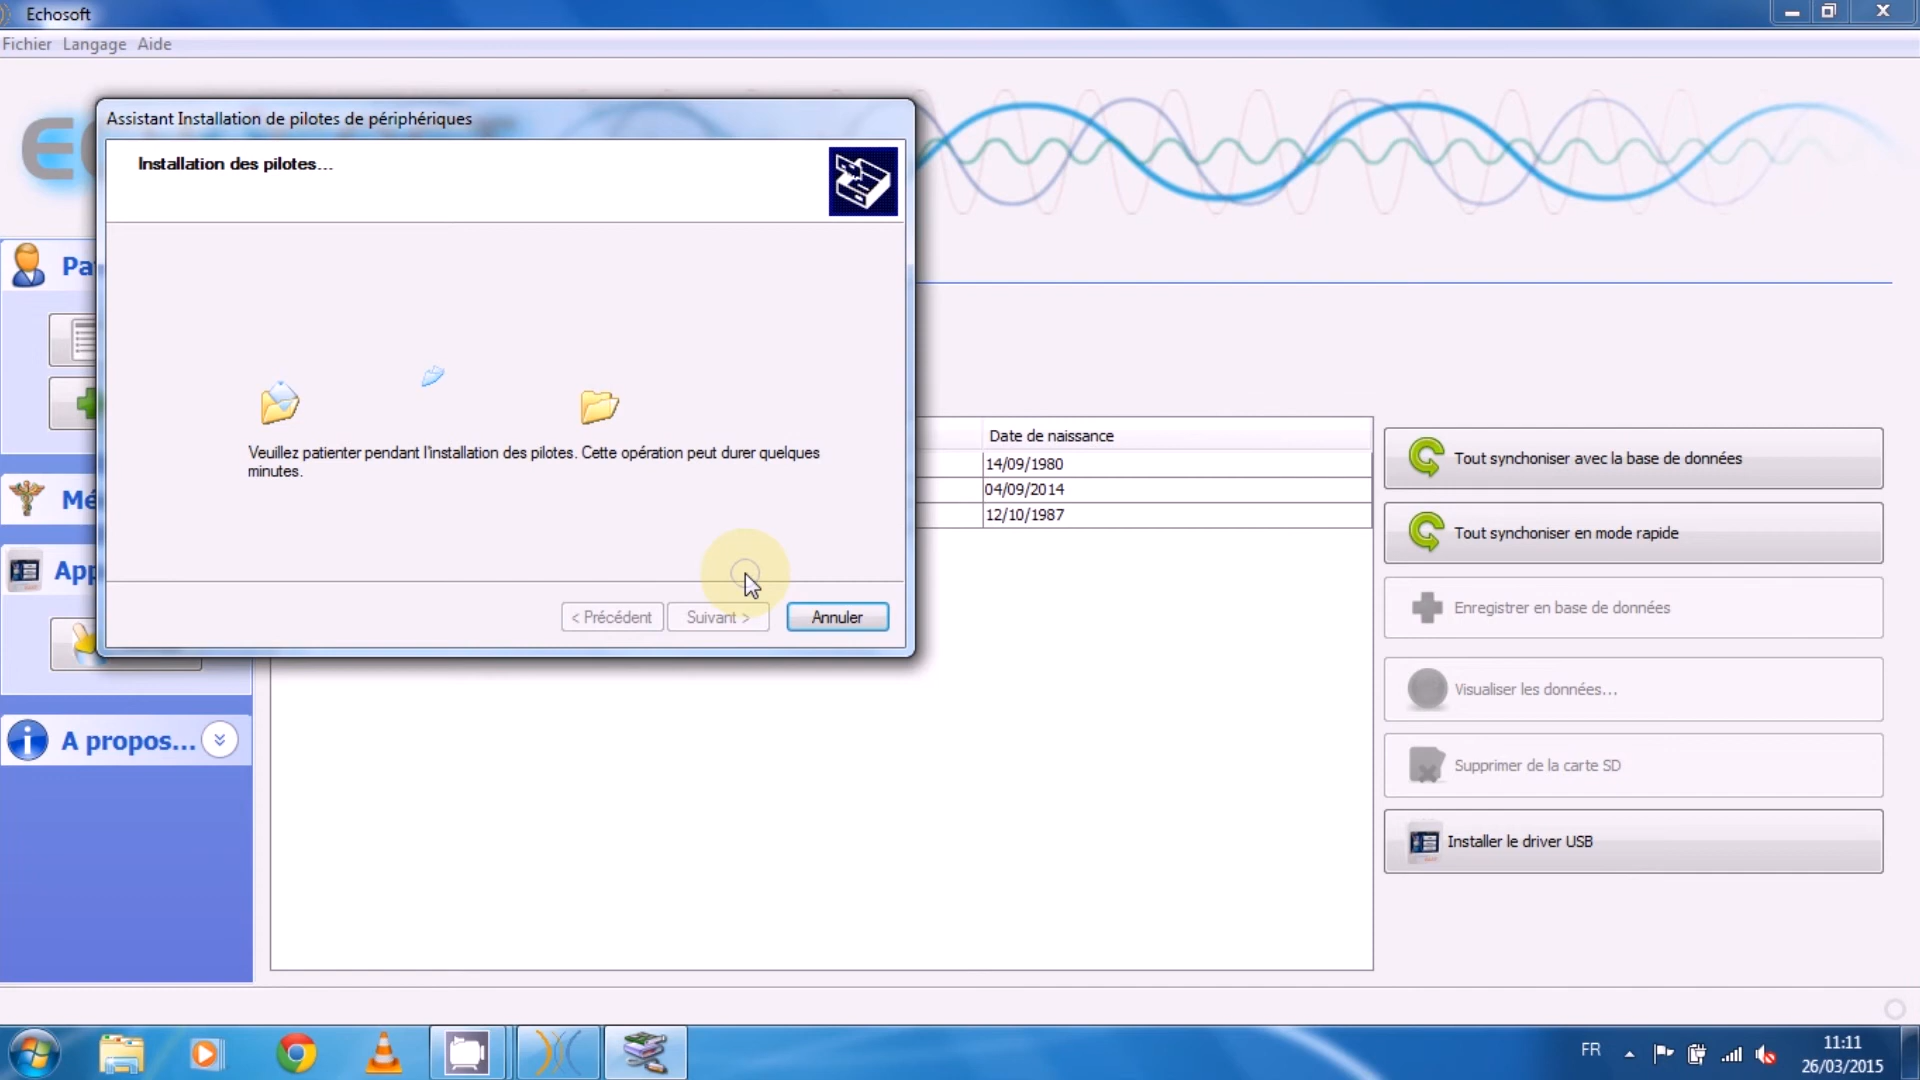 Echosoft
Fichier Langage Aide
Assistant Installation de pilotes de périphériques
Installation des pilotes...
Veuillez patienter pendant l'installation des pilotes. Cette opération peut durer quelques
minutes.
< Précédent
Suivant >
Annuler
A propos...
Date de naissance
14/09/1980
04/09/2014
12/10/1987
Tout synchoniser avec la base de données
Tout synchoniser en mode rapide
Enregistrer en base de données
Visualiser les données...
Supprimer de la carte SD
Installer le driver USB
FR
11:11
26/03/2015